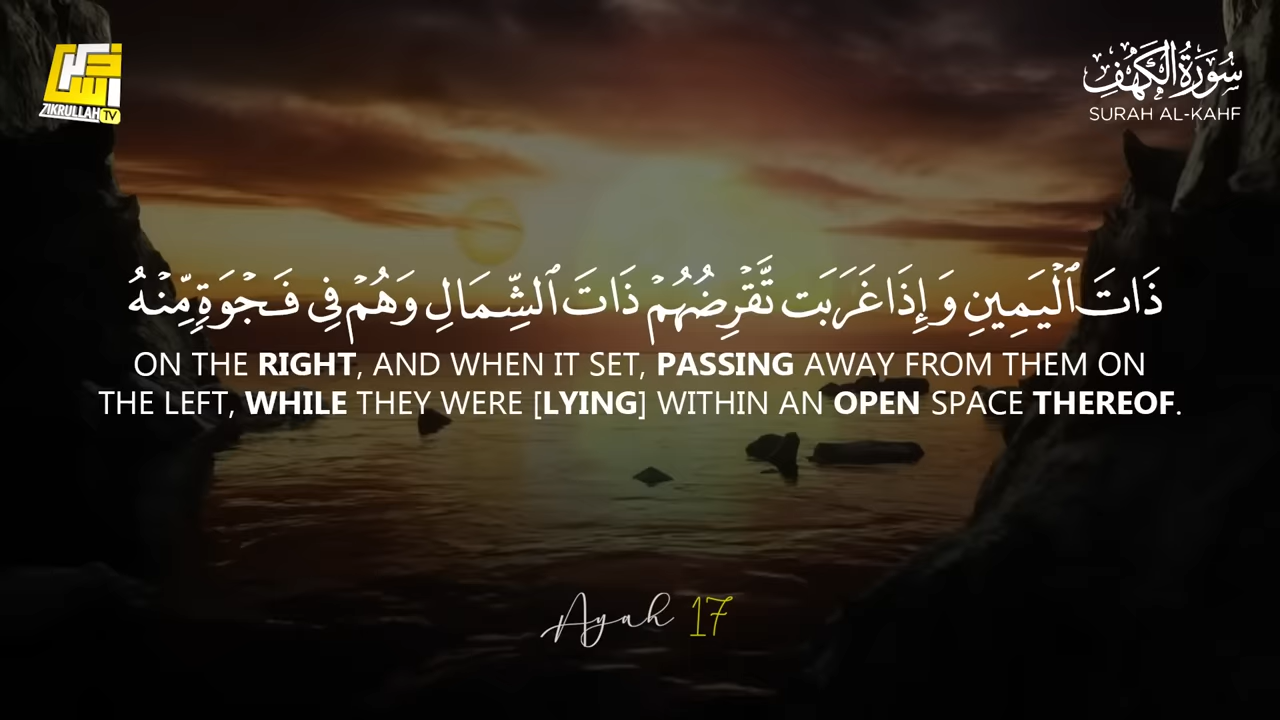 ZIKRULLAH TV
سُورَةُ الْكَهْفِ
SURAH AL-KAHF
ذَاتَ ٱلْيَمِينِ وَإِذَا غَرَبَت تَّقْرِضُهُمْ ذَاتَ ٱلشِّمَالِ وَهُمْ فِى فَجْوَةٍ مِّنْهُ
ON THE RIGHT, AND WHEN IT SET, PASSING AWAY FROM THEM ON
THE LEFT, WHILE THEY WERE [LYING] WITHIN AN OPEN SPACE THEREOF.
Ayah 17